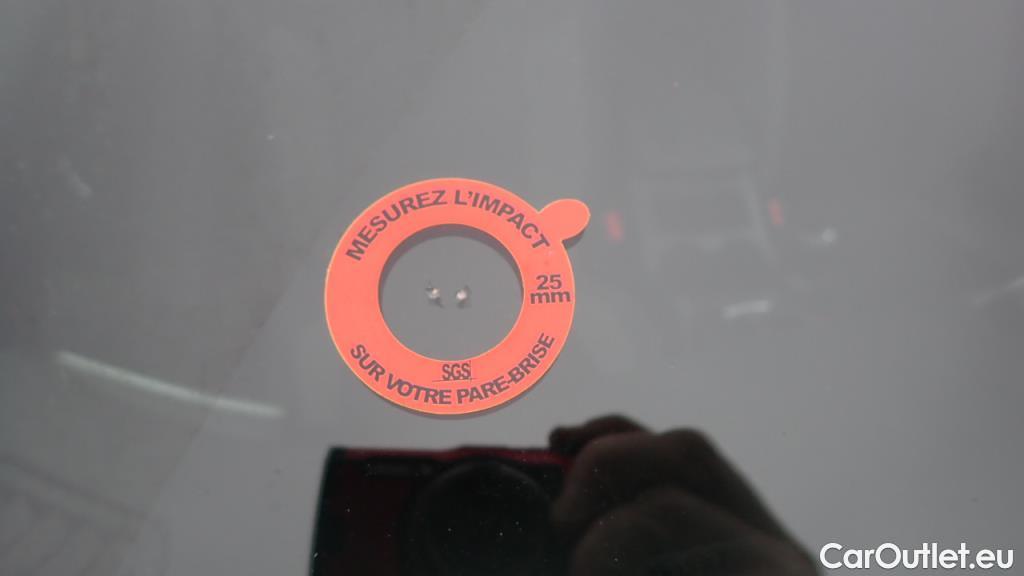 MESUREZ L'IMPACT
25
mm
SGS
SUR VOTRE PARE-BRISE
CarOutlet.eu